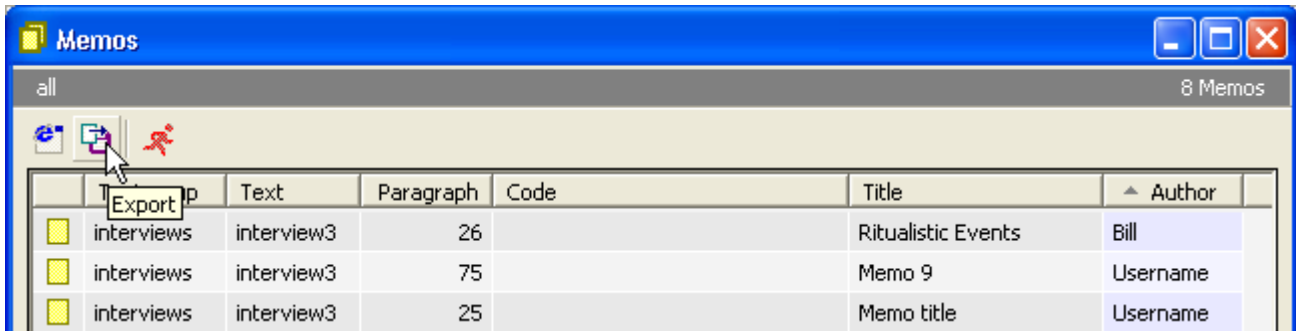 Memos
all 8 Memos
Export
Text Paragraph Code Title Author
interviews interview3 26 Ritualistic Events Bill
interviews interview3 75 Memo 9 Username
interviews interview3 25 Memo title Username